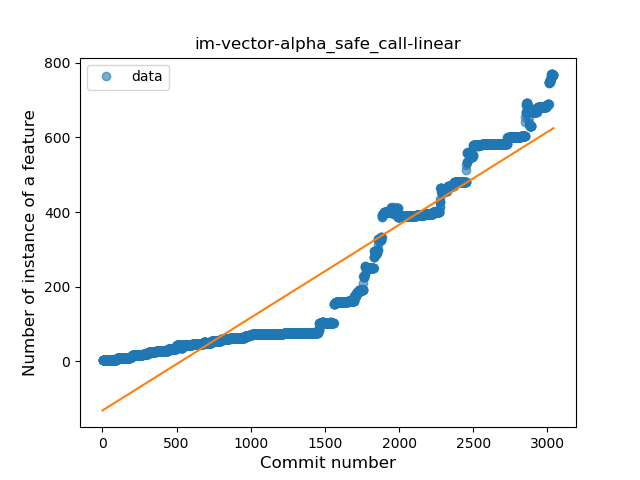 im-vector-alpha_safe_call-linear
data
Number of instance of a feature
800
600
400
200
0
0 500 1000 1500 2000 2500 3000
Commit number